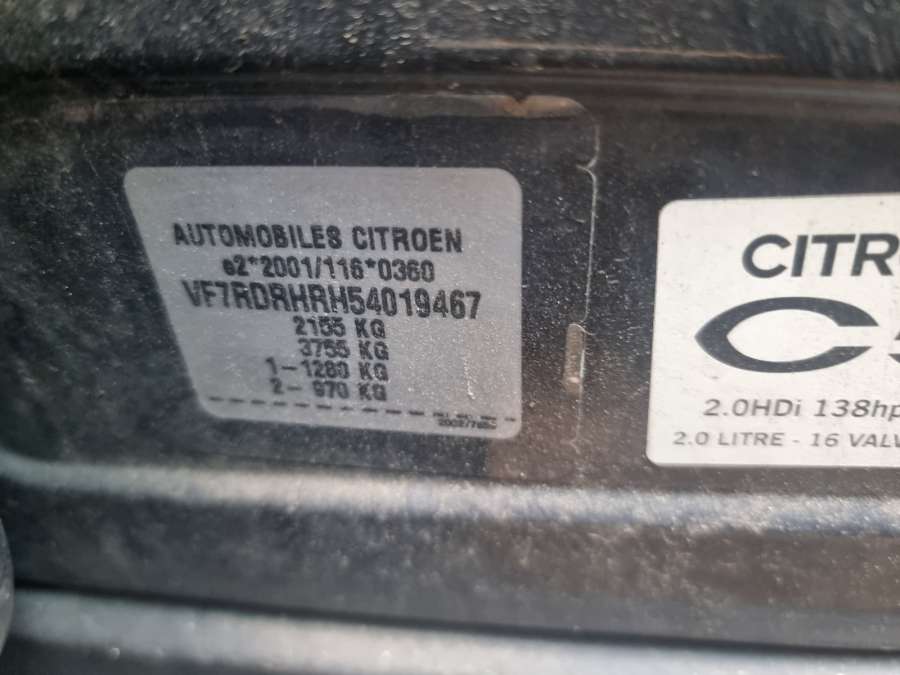 AUTOMOBILES CITROEN
e2*2001/116*0360
VF7RDRHRH54019467
2155 KG
3755 KG
1-1280 KG
2- 970 KG
CITR
C5
2.0HDi 138hp
2.0 LITRE - 16 VALV